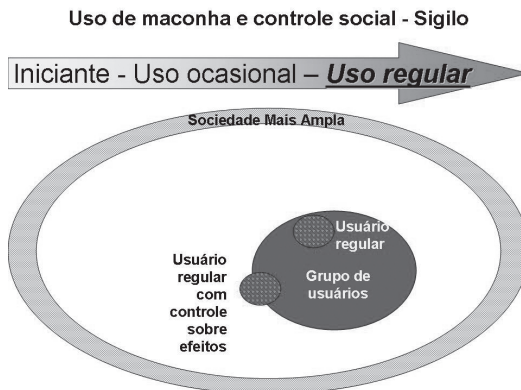 Uso de maconha e controle social - Sigilo
Iniciante - Uso ocasional – Uso regular
Sociedade Mais Ampla
Usuário
regular
Grupo de
usuários
Usuário
regular
com
controle
sobre
efeitos